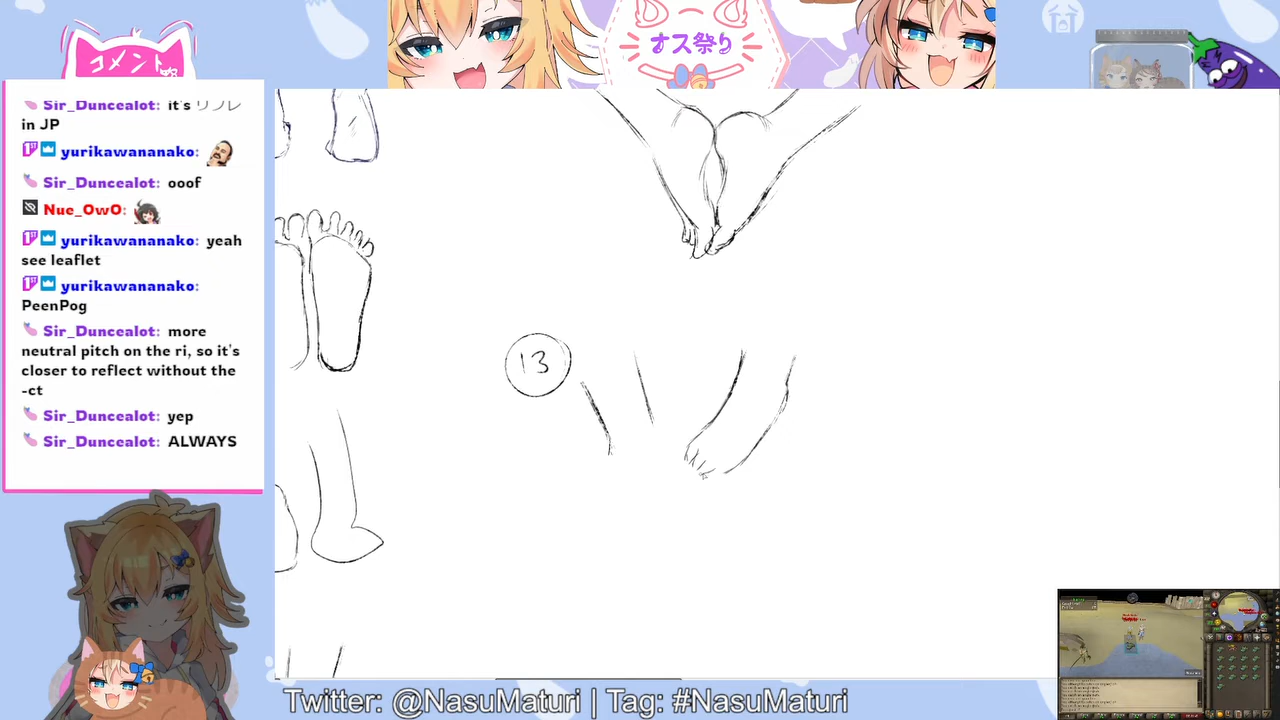 コメント
オス祭り
Sir_Duncealot: it's リフレ
in JP
yurikawananako:
Sir_Duncealot: ooof
Nue_OwO:
yurikawananako: yeah
see leaflet
yurikawananako:
PeenPog
Sir_Duncealot: more
neutral pitch on the ri, so it's
closer to reflect without the
-ct
Sir_Duncealot: yep
Sir_Duncealot: ALWAYS
13
Twitter @NasuMaturi | Tag: #NasuMaturi